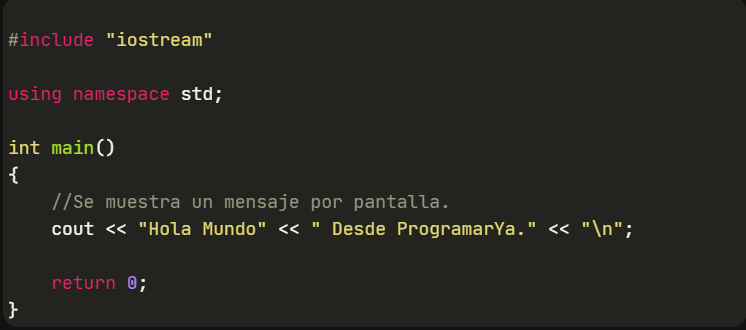 #include "iostream"
using namespace std;
int main()
{
//Se muestra un mensaje por pantalla.
cout << "Hola Mundo" << " Desde ProgramarYa." << "\n";
return 0;
}